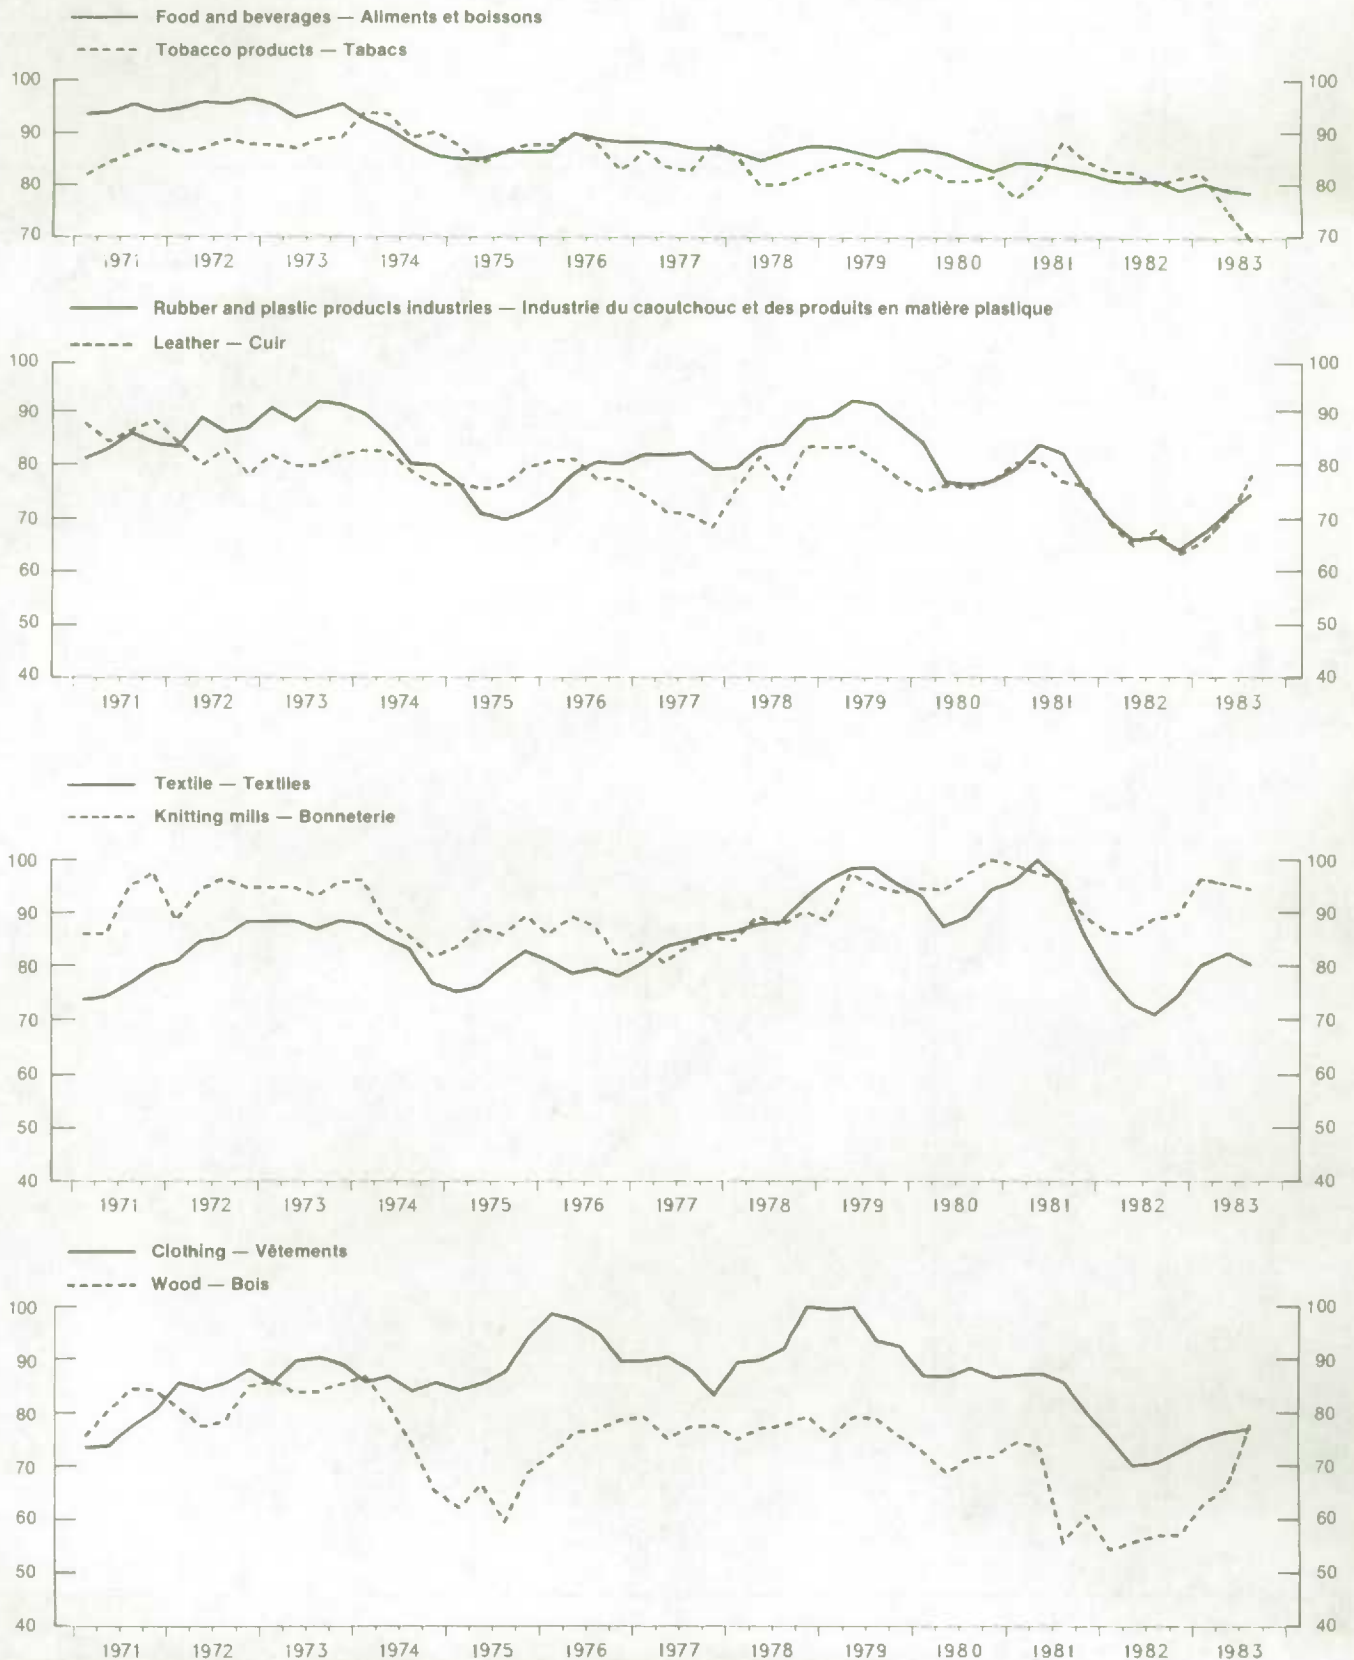 Food and beverages — Aliments et boissons
Tobacco products — Tabacs
100 100
90 90
80 80
70 70
1971 1972 1973 1974 1975 1976 1977 1978 1979 1980 1981 1982 1983
Rubber and plastic products industries — Industrie du caoutchouc et des produits en matière plastique
Leather — Cuir
100 100
90 90
80 80
70 70
60 60
50 50
40 40
1971 1972 1973 1974 1975 1976 1977 1978 1979 1980 1981 1982 1983
Textile — Textiles
Knitting mills — Bonneterie
100 100
90 90
80 80
70 70
60 60
50 50
40 40
1971 1972 1973 1974 1975 1976 1977 1978 1979 1980 1981 1982 1983
Clothing — Vêtements
Wood — Bois
100 100
90 90
80 80
70 70
60 60
50 50
40 40
1971 1972 1973 1974 1975 1976 1977 1978 1979 1980 1981 1982 1983